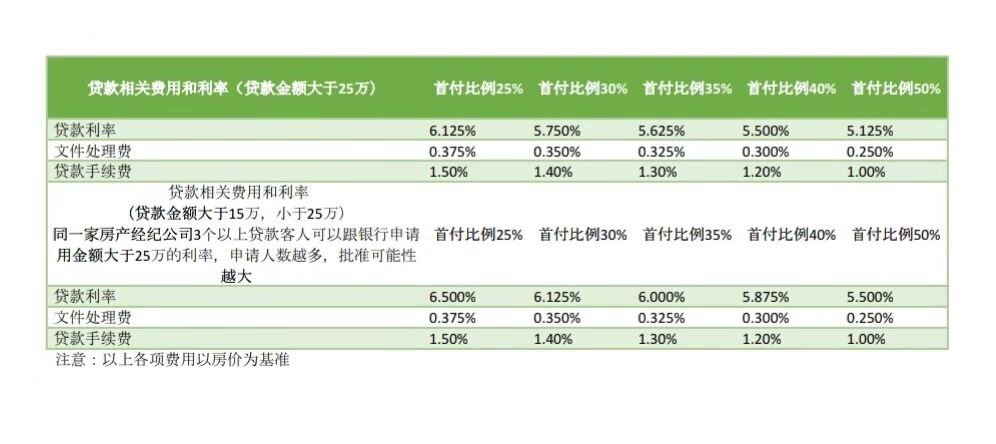 贷款相关费用和利率（贷款金额大于25万） 首付比例25% 首付比例30% 首付比例35% 首付比例40% 首付比例50%
贷款利率 6.125% 5.750% 5.625% 5.500% 5.125%
文件处理费 0.375% 0.350% 0.325% 0.300% 0.250%
贷款手续费 1.50% 1.40% 1.30% 1.20% 1.00%
贷款相关费用和利率
（贷款金额大于15万，小于25万）
同一家房产经纪公司3个以上贷款客人可以跟银行申请 首付比例25% 首付比例30% 首付比例35% 首付比例40% 首付比例50%
用金额大于25万的利率，申请人数越多，批准可能性
越大
贷款利率 6.500% 6.125% 6.000% 5.875% 5.500%
文件处理费 0.375% 0.350% 0.325% 0.300% 0.250%
贷款手续费 1.50% 1.40% 1.30% 1.20% 1.00%
注意：以上各项费用以房价为基准